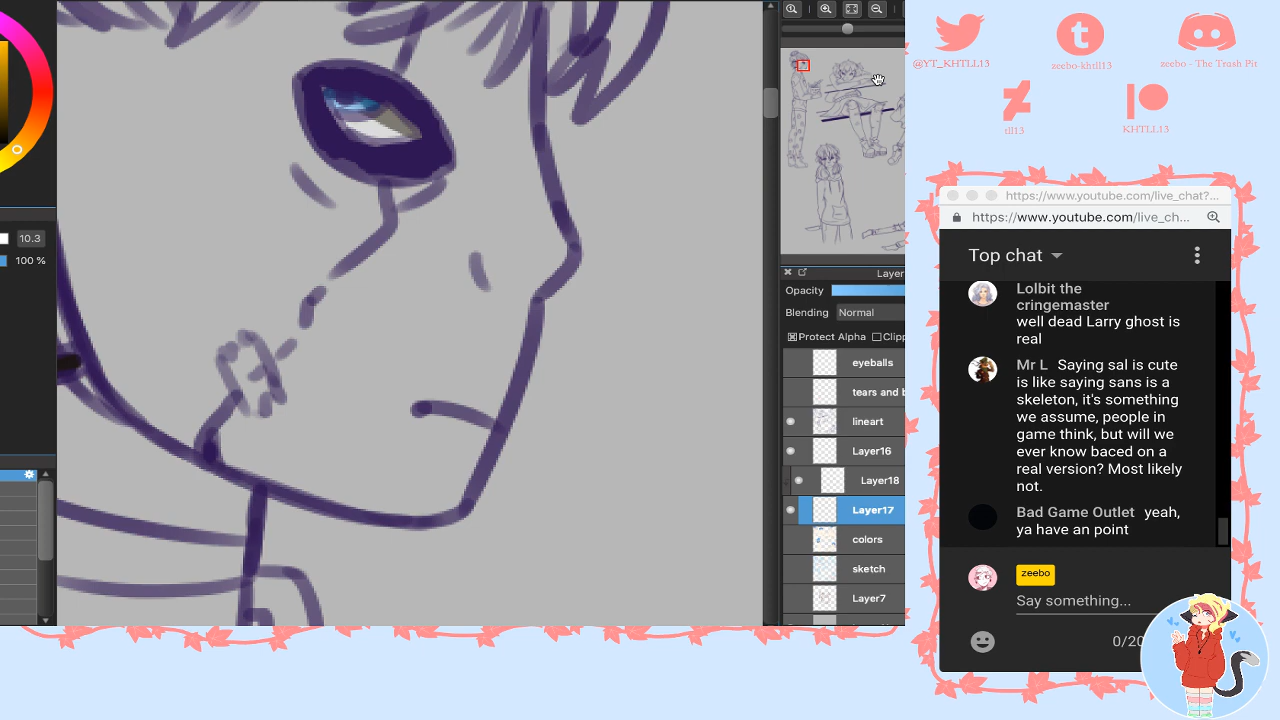 @YT_KHTLL13
zeebo-khtll13
zeebo - The Trash Pit
tll13
KHTLL13
https://www.youtube.com/live_chat?...
https://www.youtube.com/live_ch...
Top chat
Lolbit the
cringemaster
well dead Larry ghost is
real
Mr L Saying sal is cute
is like saying sans is a
skeleton, it's something
we assume, people in
game think, but will we
ever know baced on a
real version? Most likely
not.
Bad Game Outlet yeah,
ya have an point
zeebo
Say something...
0/20
10.3
100 %
Layer
Opacity
Blending Normal
Protect Alpha Clipp
eyeballs
tears and b
lineart
Layer16
Layer18
Layer17
colors
sketch
Layer7